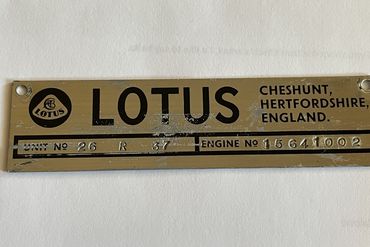 LOTUS
LOTUS
CHESHUNT,
HERTFORDSHIRE,
ENGLAND.
UNIT Nº 26 R 37 ENGINE Nº 15641002